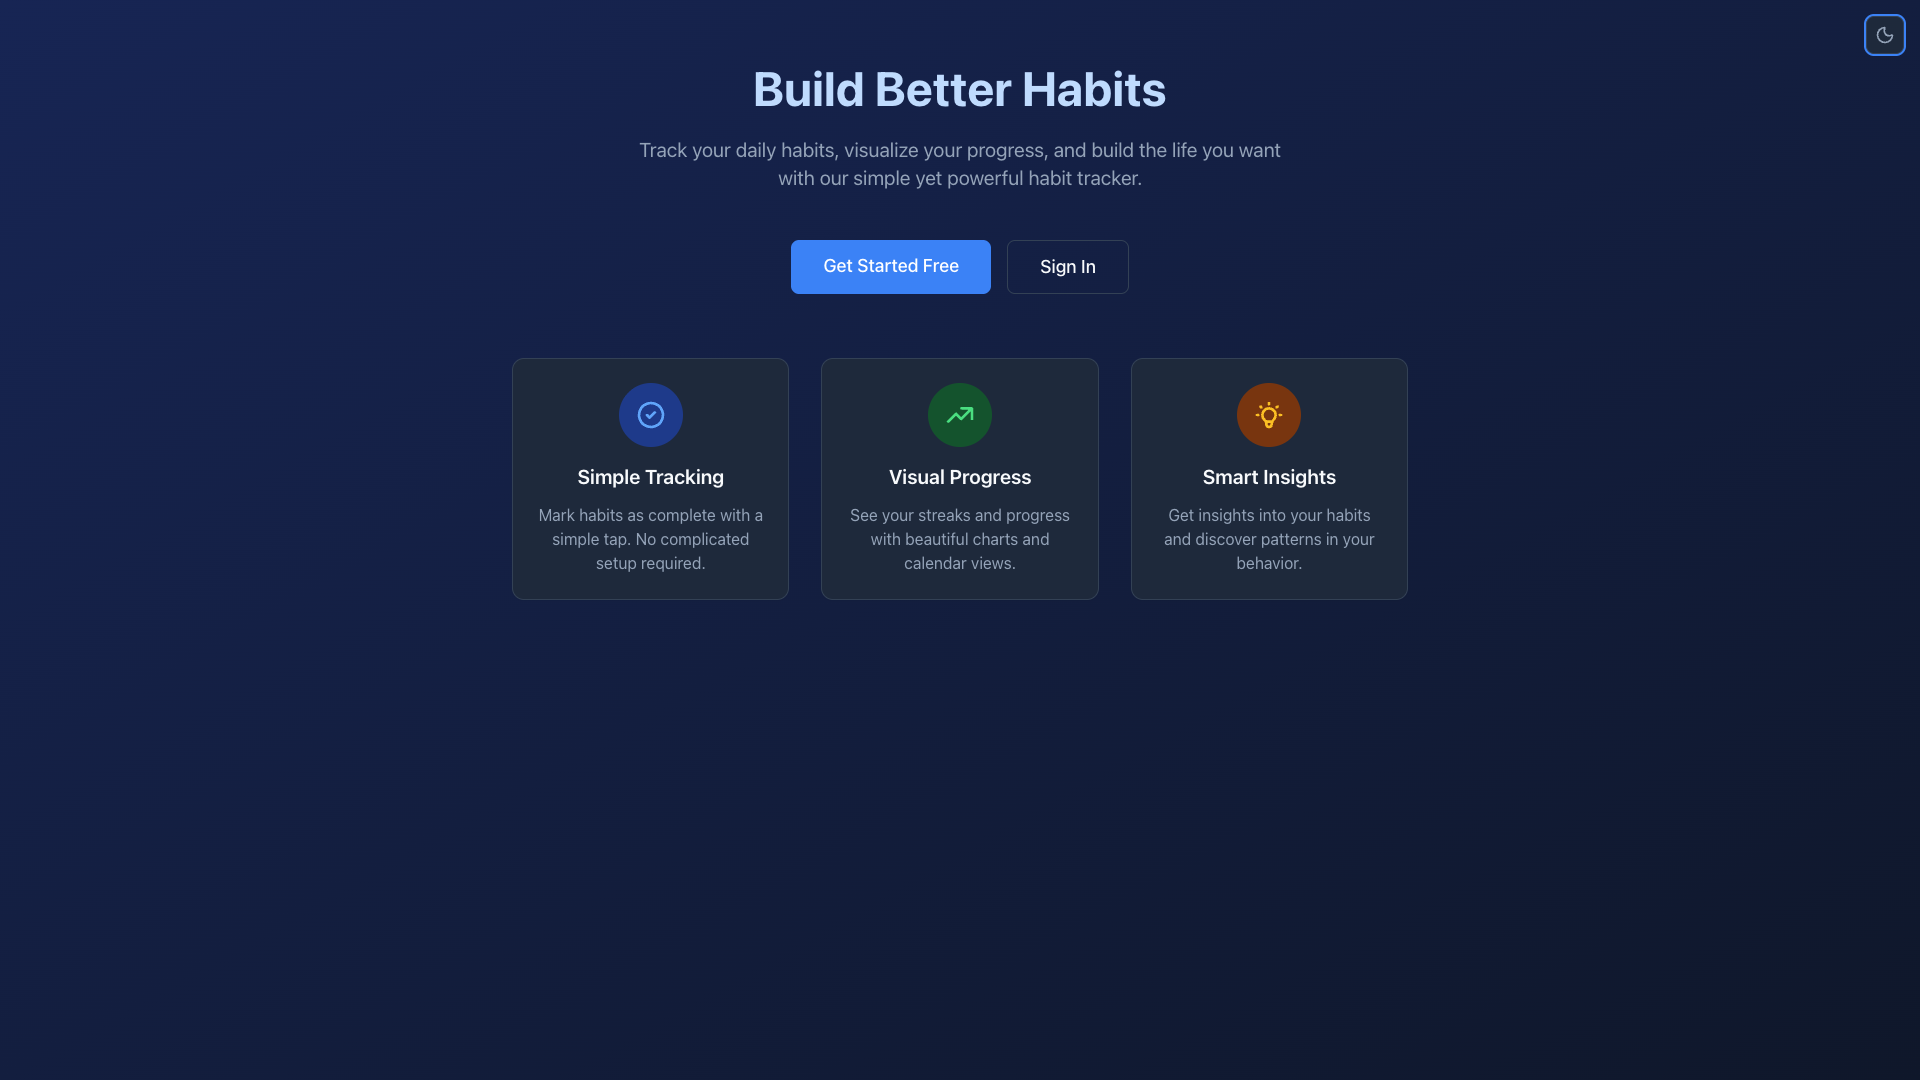 Build Better Habits
Track your daily habits, visualize your progress, and build the life you want
with our simple yet powerful habit tracker.
Get Started Free
Sign In
Simple Tracking
Mark habits as complete with a
simple tap. No complicated
setup required.
Visual Progress
See your streaks and progress
with beautiful charts and
calendar views.
Smart Insights
Get insights into your habits
and discover patterns in your
behavior.